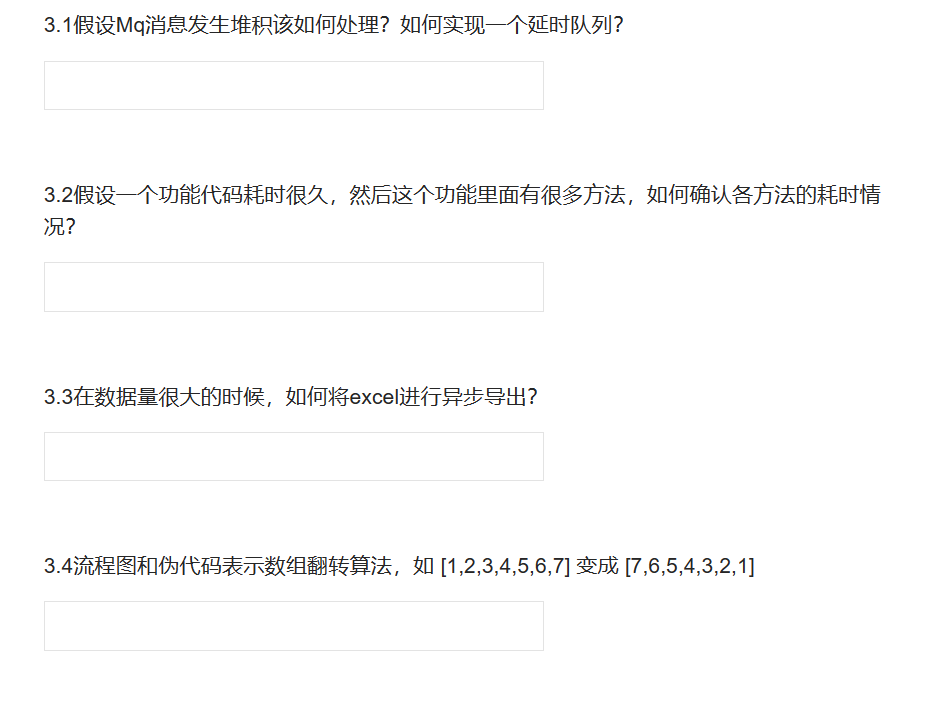 3.1假设Mq消息发生堆积该如何处理？如何实现一个延时队列？
3.2假设一个功能代码耗时很久，然后这个功能里面有很多方法，如何确认各方法的耗时情
况？
3.3在数据量很大的时候，如何将excel进行异步导出？
3.4流程图和伪代码表示数组翻转算法，如 [1,2,3,4,5,6,7] 变成 [7,6,5,4,3,2,1]